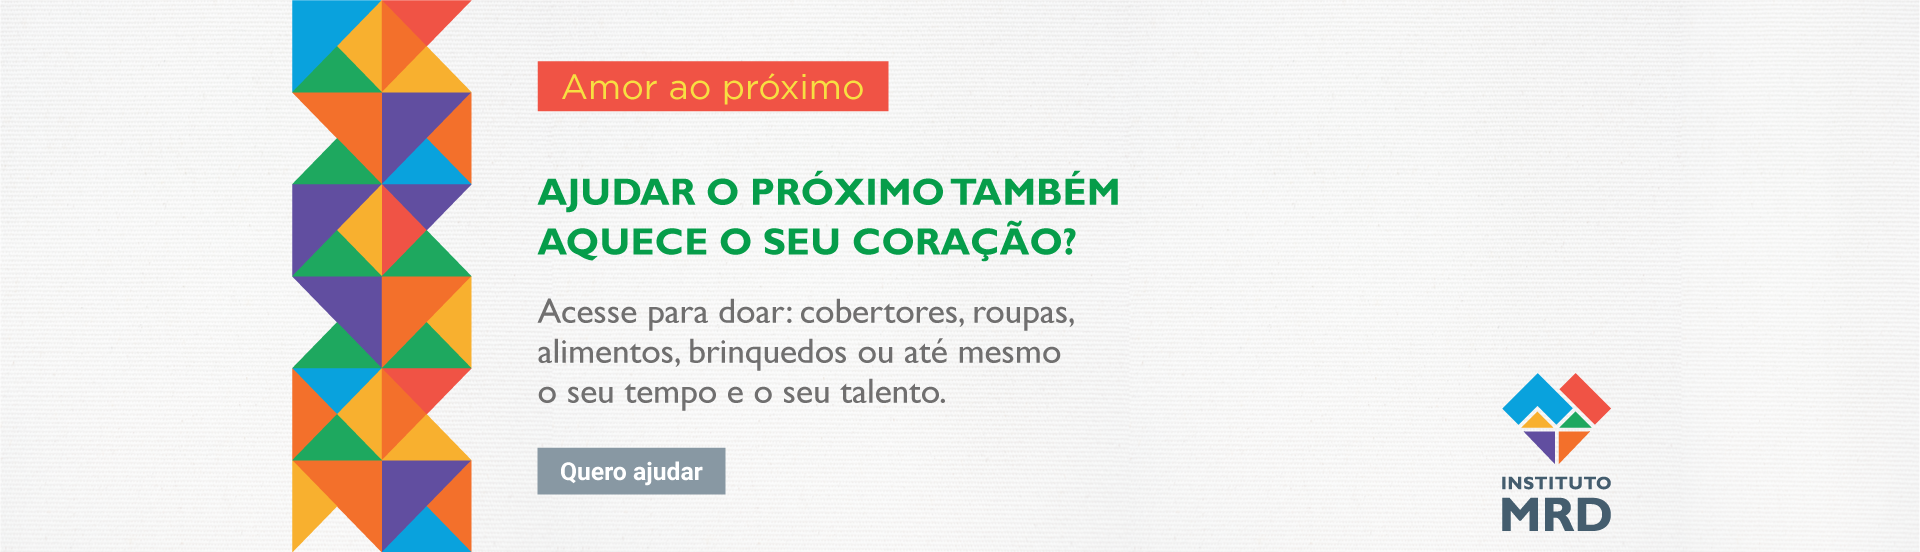 Amor ao próximo
AJUDAR O PRÓXIMO TAMBÉM
AQUECE O SEU CORAÇÃO?
Acesse para doar: cobertores, roupas,
alimentos, brinquedos ou até mesmo
o seu tempo e o seu talento.
Quero ajudar
INSTITUTO
MRD